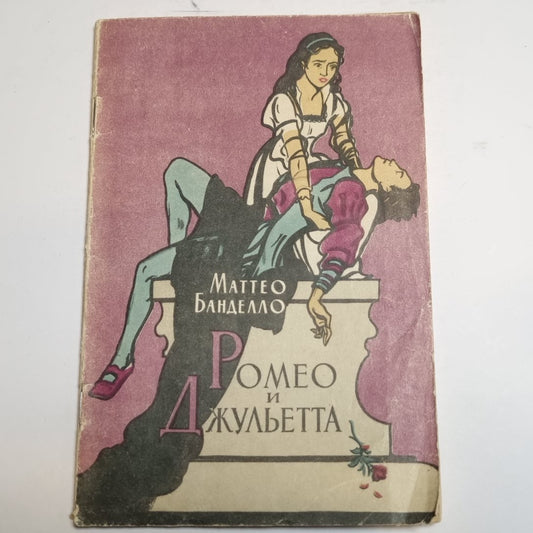 Маттео
Банделло
Ромео
и
Джульетта